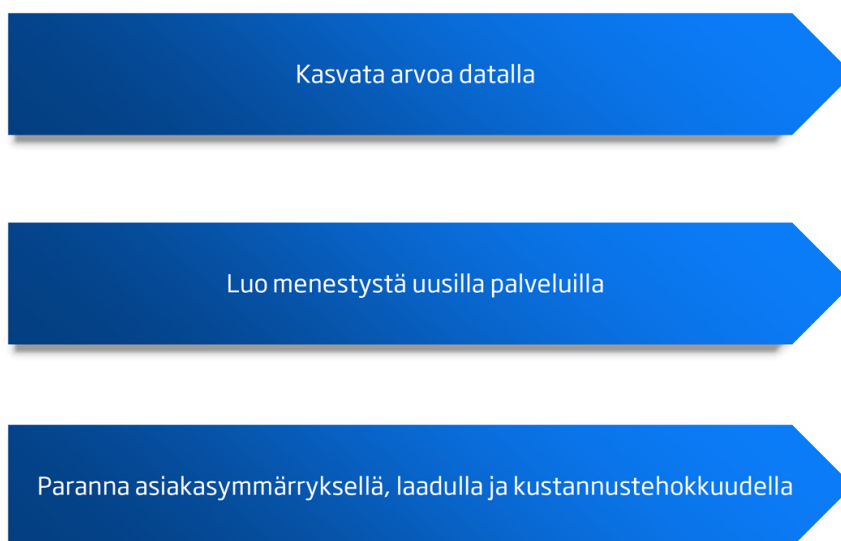 Kasvata arvoa datalla
Luo menestystä uusilla palveluilla
Paranna asiakasymmärryksellä, laadulla ja kustannustehokkuudella